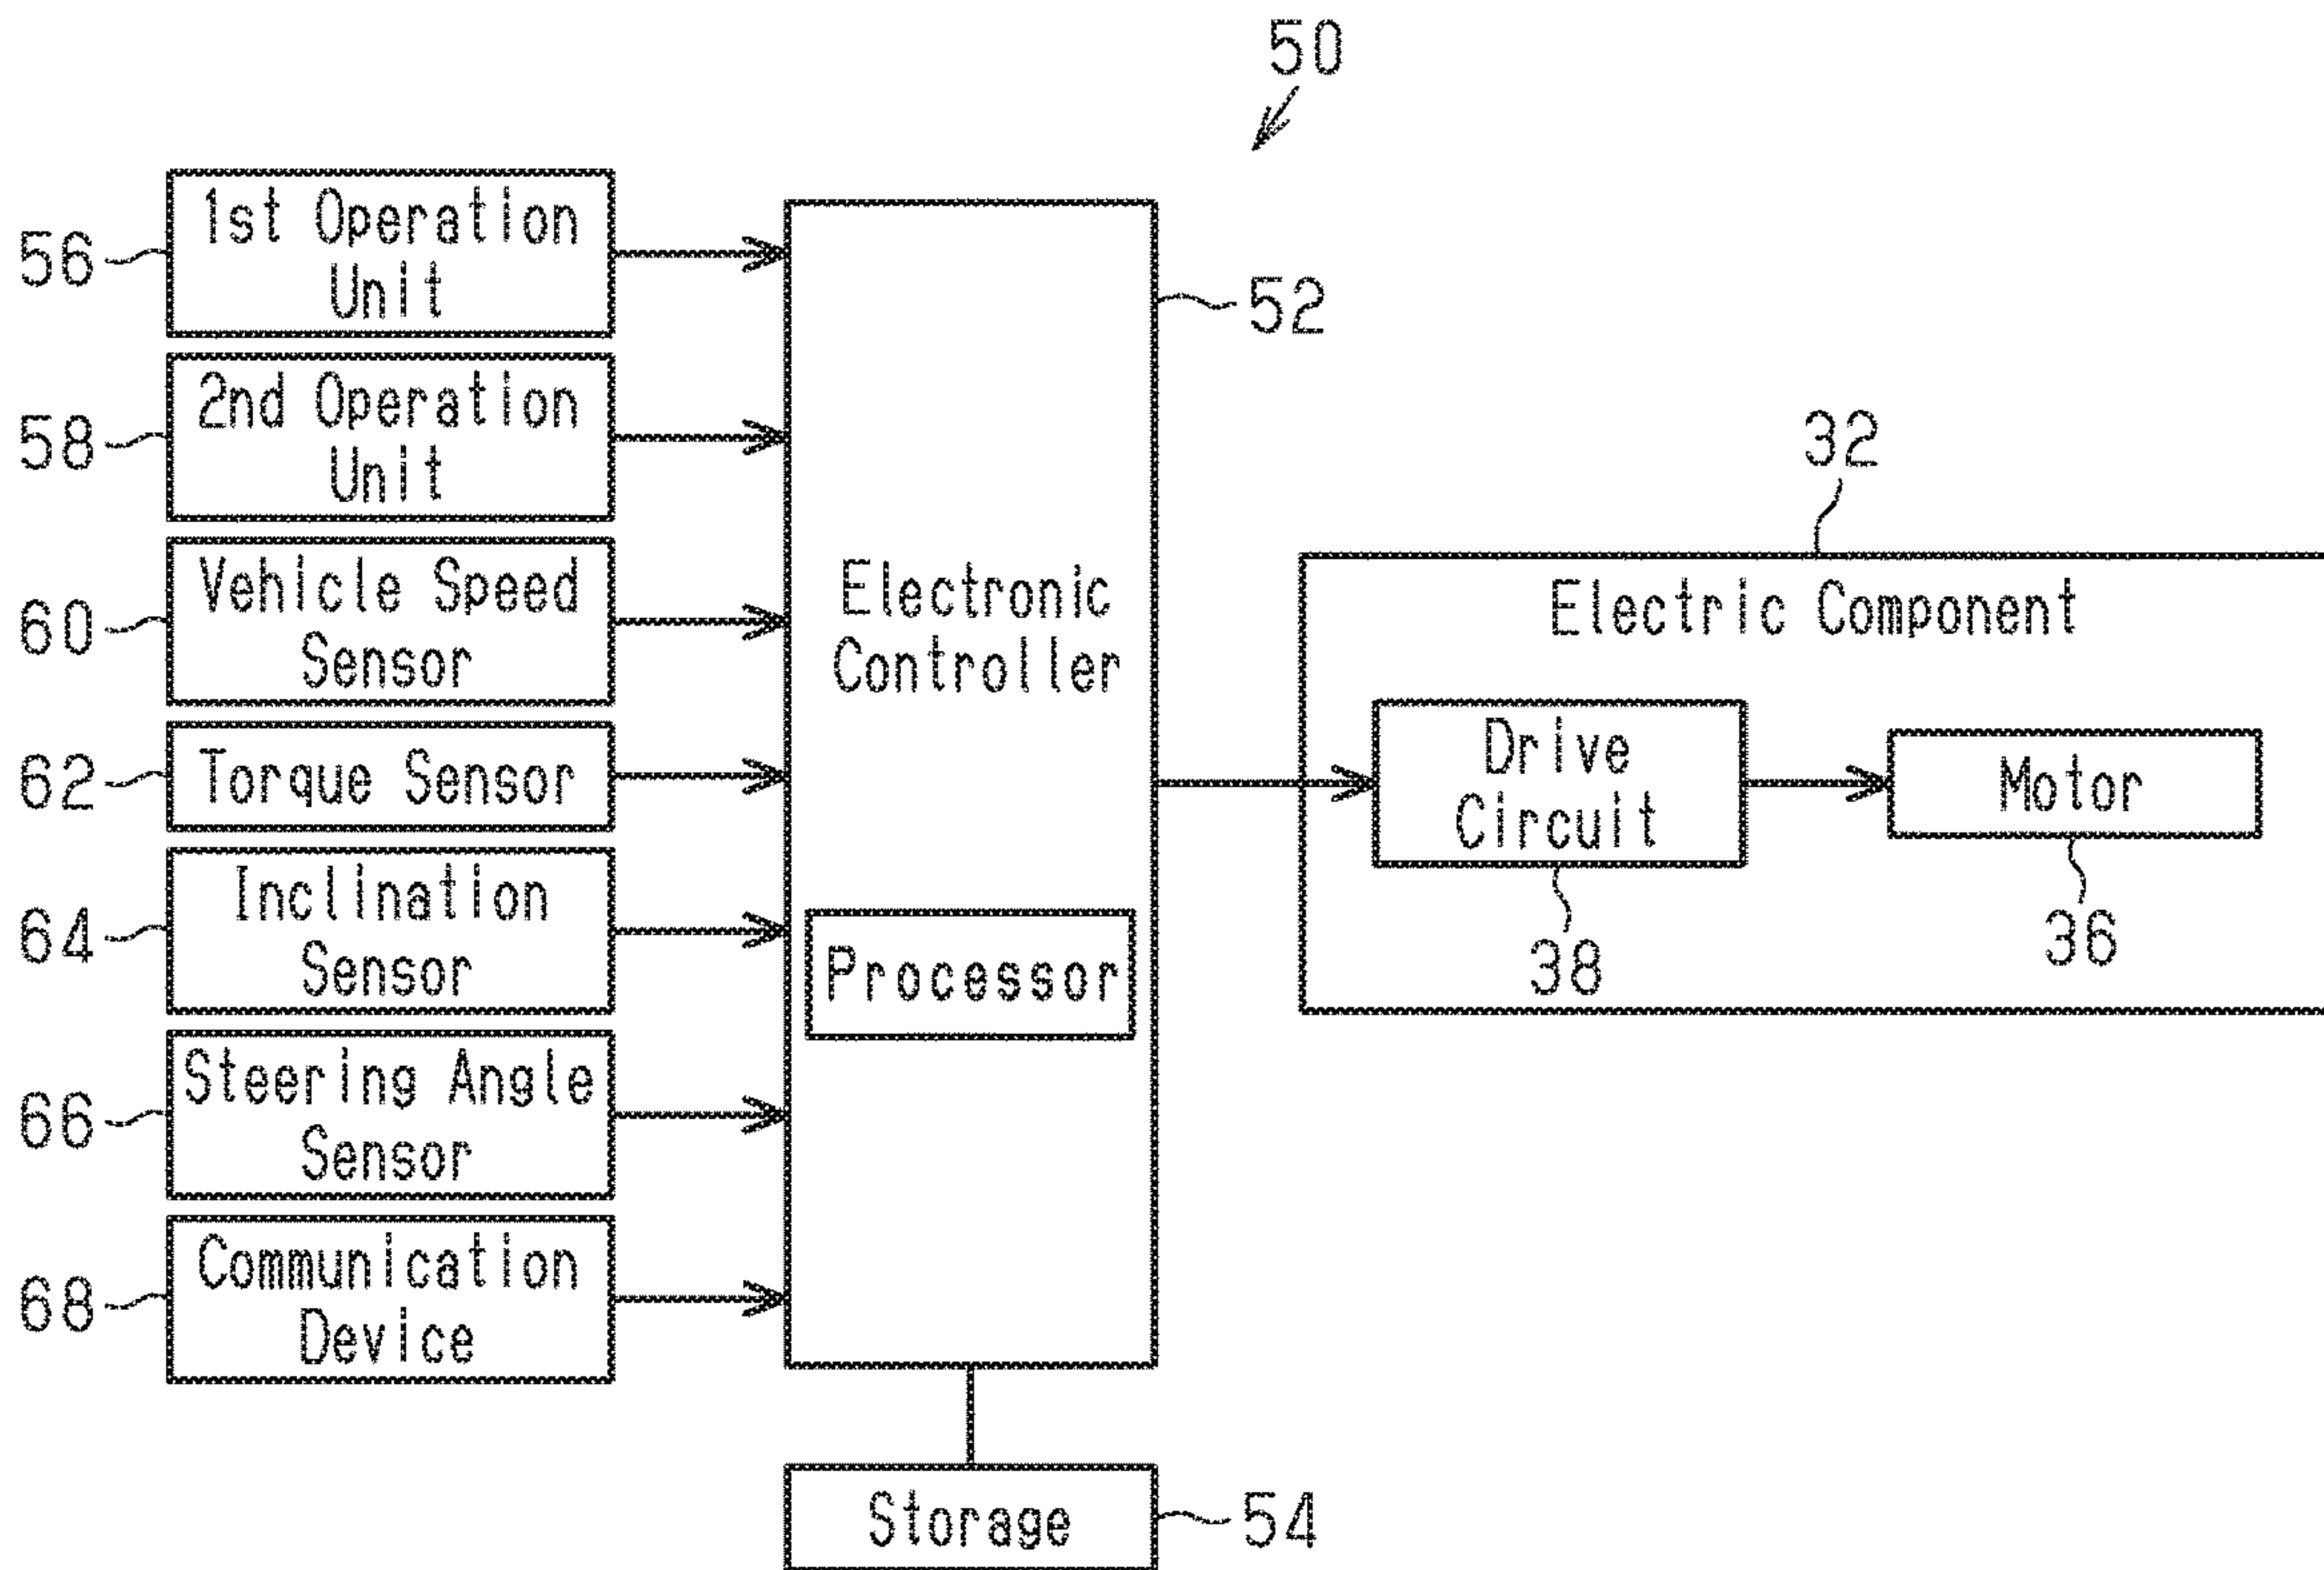 50
56
1st Operation
Unit
58
2nd Operation
Unit
60
Vehicle Speed
Sensor
62
Torque Sensor
64
Inclination
Sensor
66
Steering Angle
Sensor
68
Communication
Device
52
Electronic
Controller
Processor
Storage
54
32
Electric Component
Drive
Circuit
38
Motor
36